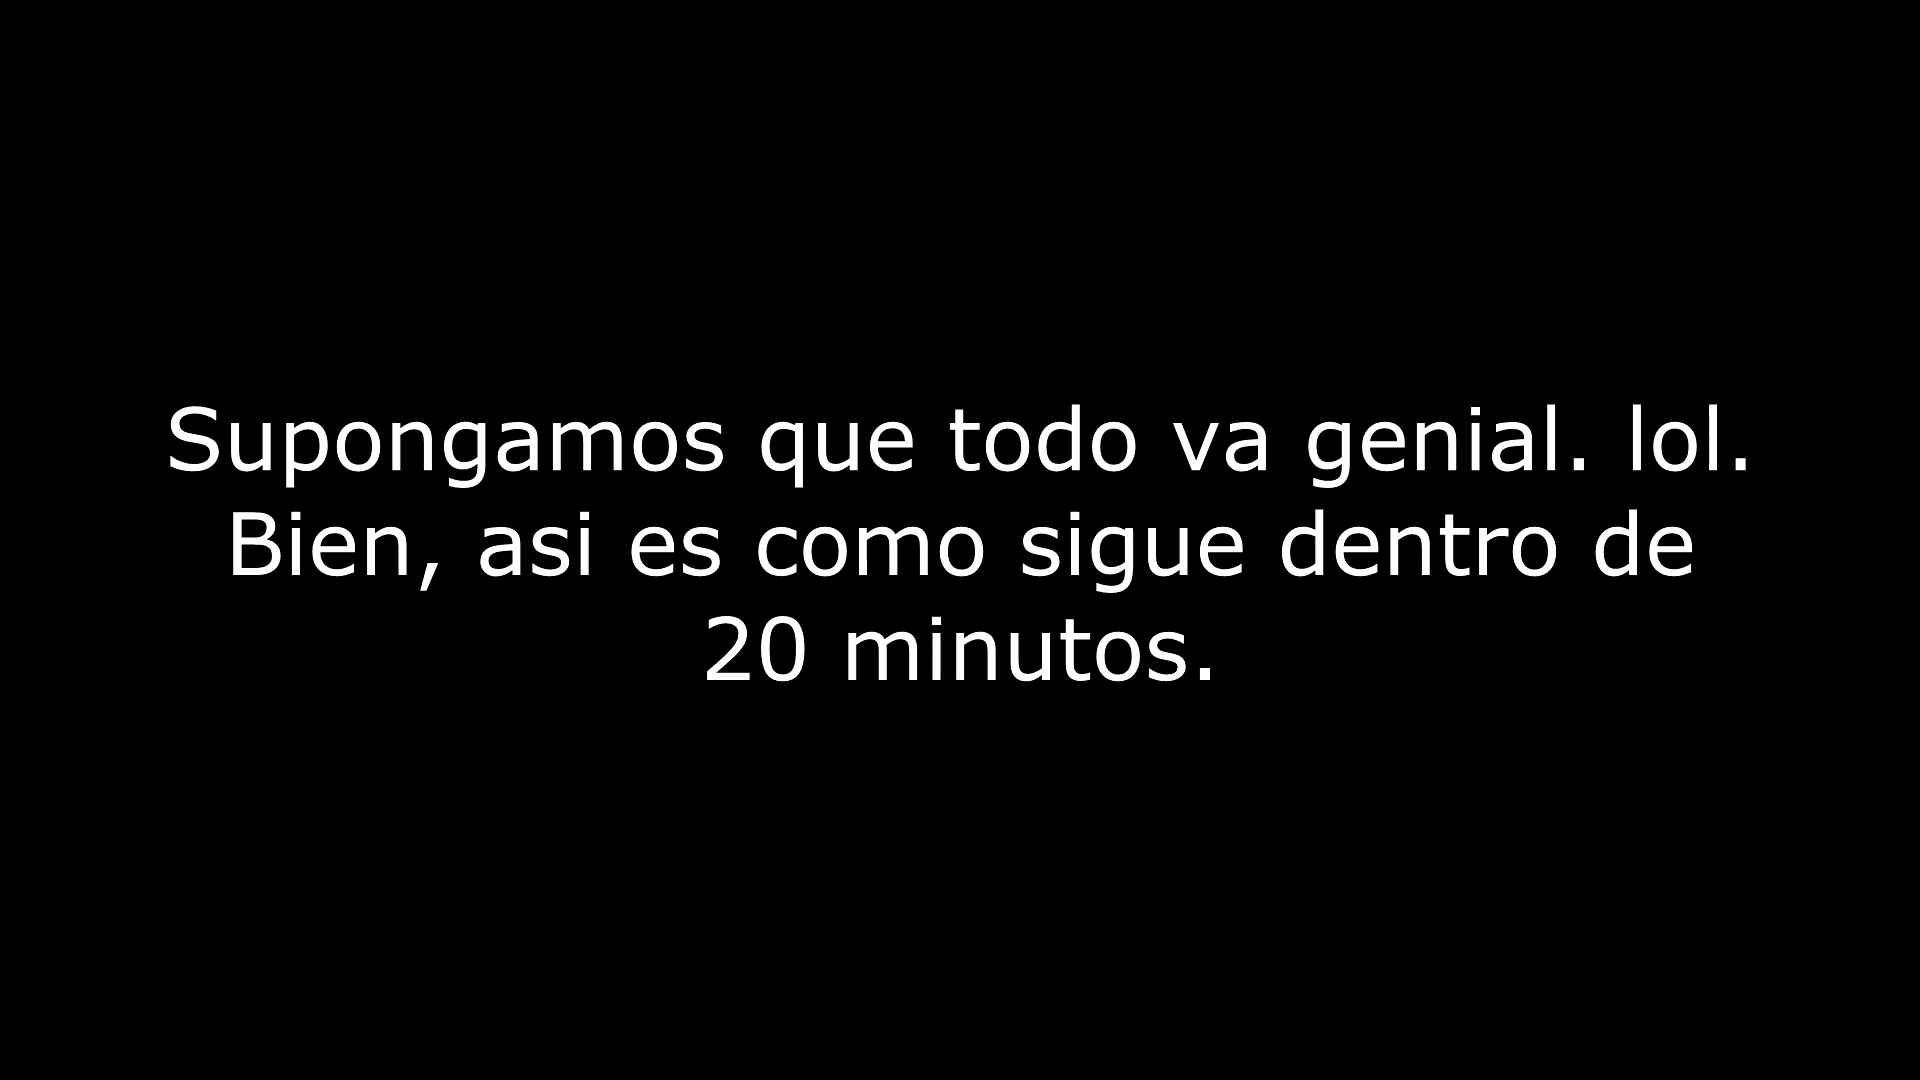 Supongamos que todo va genial. lol.
Bien, asi es como sigue dentro de
20 minutos.